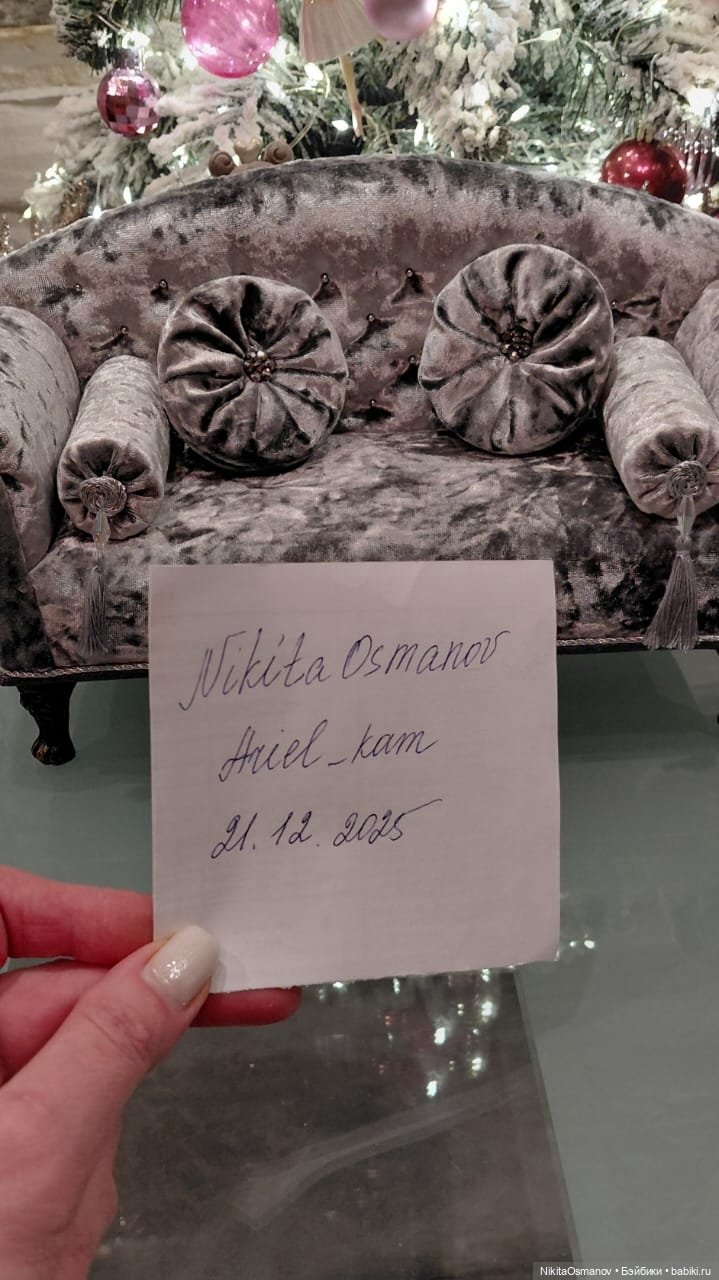 Nikita Osmanov
Ariel_kam
21.12.2025
NikitaOsmanov • Бэйбики • babiki.ru